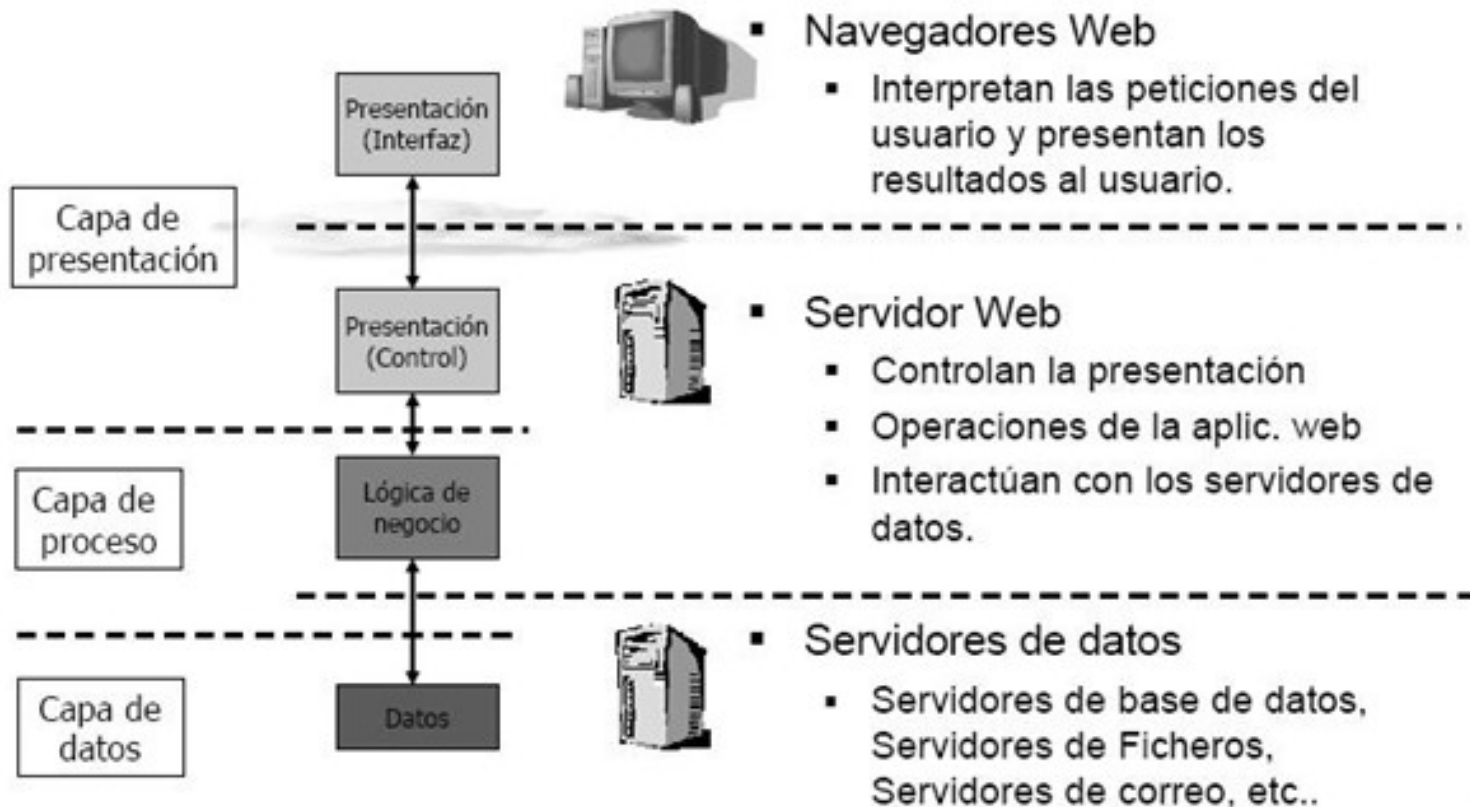 Navegadores Web
Interpretan las peticiones del
usuario y presentan los
resultados al usuario.
Presentación
(Interfaz)
Capa de
presentación
Presentación
(Control)
Servidor Web
Controlan la presentación
Operaciones de la aplic. web
Interactúan con los servidores de
datos.
Capa de
proceso
Lógica de
negocio
Servidores de datos
Servidores de base de datos,
Servidores de Ficheros,
Servidores de correo, etc..
Capa de
datos
Datos